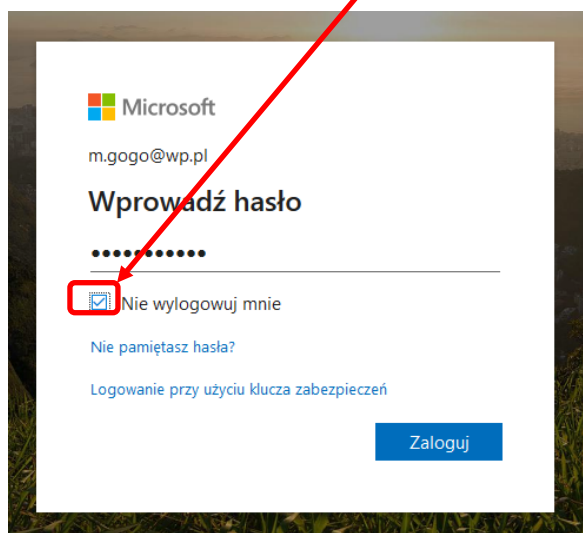 Microsoft
m.gogo@wp.pl
Wprowadź hasło
•••••••••••
Nie wylogowuj mnie
Nie pamiętasz hasła?
Logowanie przy użyciu klucza zabezpieczeń
Zaloguj